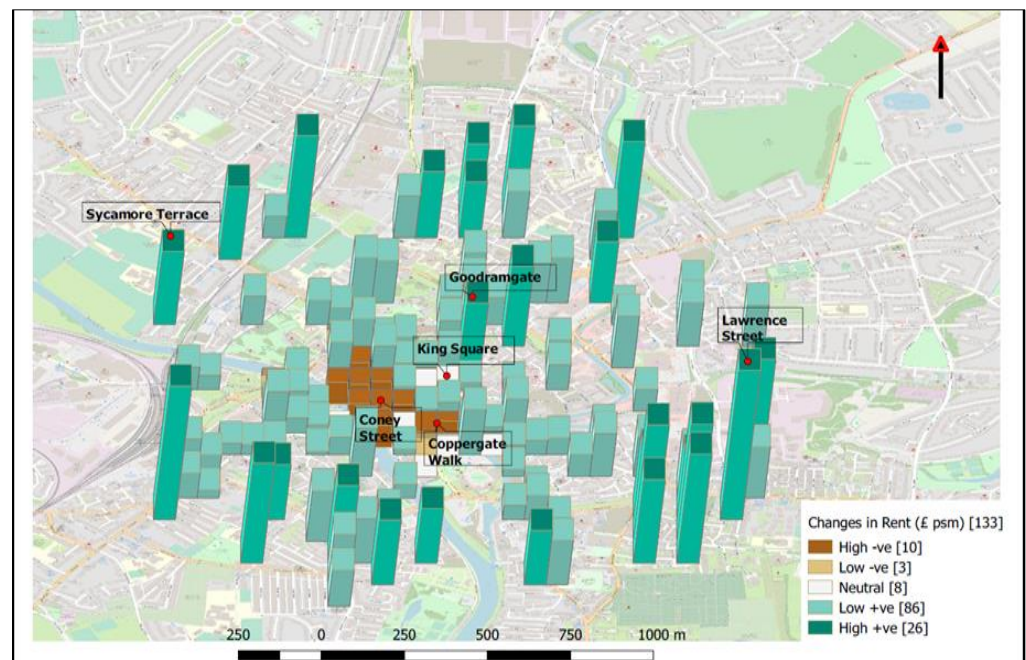 Sycamore Terrace
Goodramgate
Lawrence
Street
King Square
Coney
Street
Coppergate
Walk
Changes in Rent (£ psm) [133]
High -ve [10]
Low -ve [3]
Neutral [8]
Low +ve [86]
High +ve [26]
250 0 250 500 750 1000 m